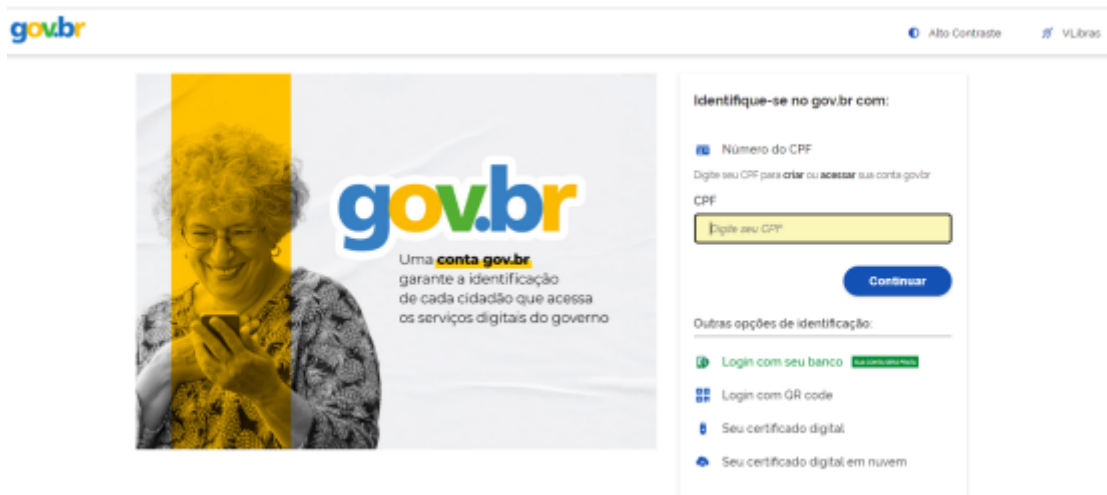 gov.br
Alto Contraste
VLibras
gov.br
Uma conta gov.br
garante a identificação
de cada cidadão que acessa
os serviços digitais do governo
Identifique-se no gov.br com:
Número do CPF
Digite seu CPF para criar ou acessar sua conta gov.br
CPF
Digite seu CPF
Continuar
Outras opções de identificação:
Login com seu banco
Login com QR code
Seu certificado digital
Seu certificado digital em nuvem